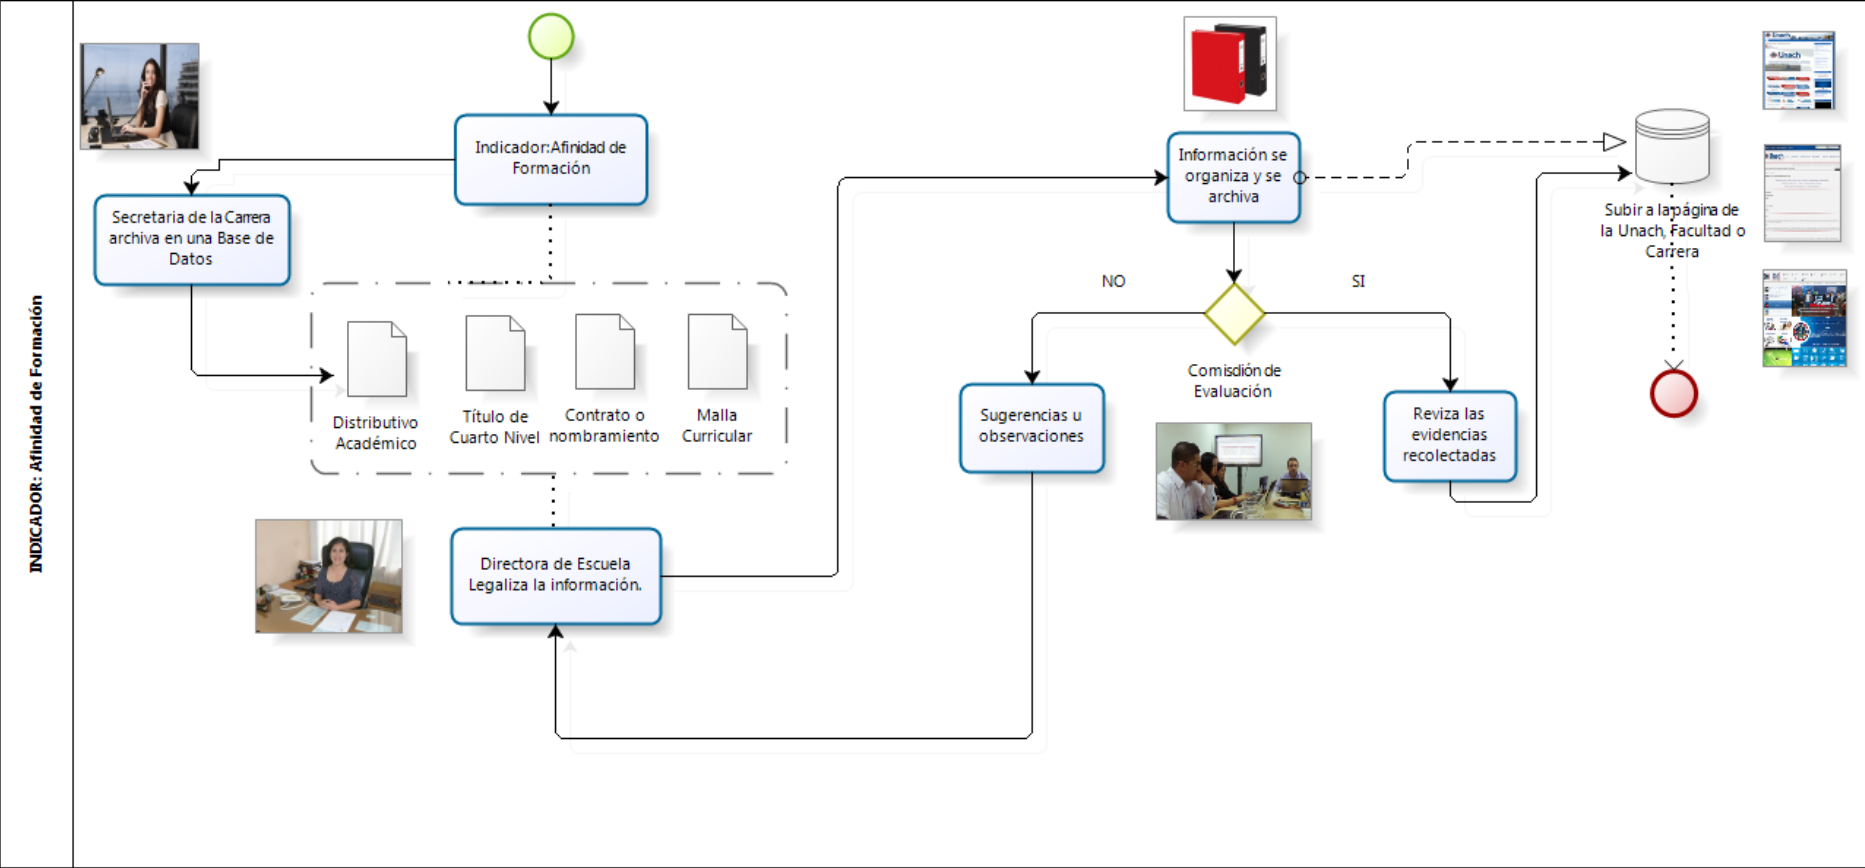 INDICADOR: Afinidad de Formación
Indicador:Afinidad de
Formación
Secretaria de la Carrera
archiva en una Base de
Datos
Distributivo
Académico
Título de
Cuarto Nivel
Contrato o
nombramiento
Malla
Curricular
Directora de Escuela
Legaliza la información.
Información se
organiza y se
archiva
NO
SI
Comisdión de
Evaluación
Sugerencias u
observaciones
Reviza las
evidencias
recolectadas
Subir a la página de
la Unach, Facultad o
Carrera
Unach
Unach